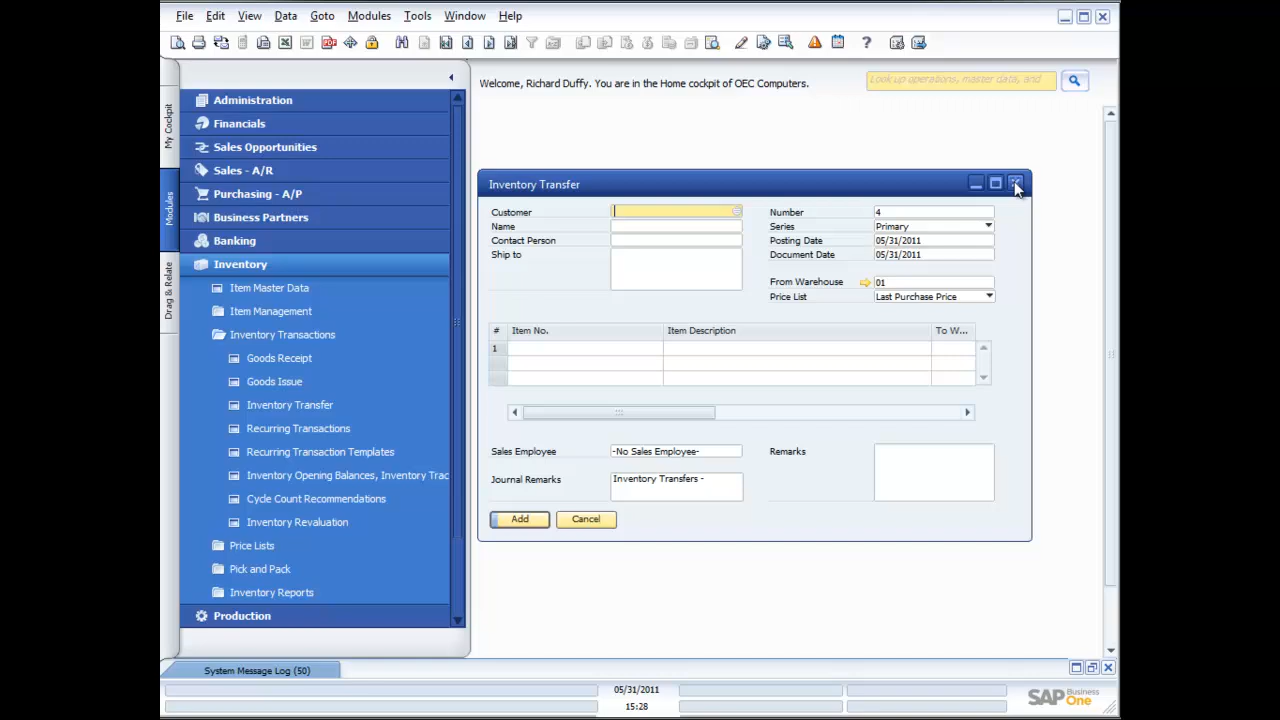 File Edit View Data Goto Modules Tools Window Help
Welcome, Richard Duffy. You are in the Home cockpit of OEC Computers.
Look up operations, master data, and
My Cockpit
Modules
Drag & Relate
Administration
Financials
Sales Opportunities
Sales - A/R
Purchasing - A/P
Business Partners
Banking
Inventory
Item Master Data
Item Management
Inventory Transactions
Goods Receipt
Goods Issue
Inventory Transfer
Recurring Transactions
Recurring Transaction Templates
Inventory Opening Balances, Inventory Trac
Cycle Count Recommendations
Inventory Revaluation
Price Lists
Pick and Pack
Inventory Reports
Production
Inventory Transfer
Customer
Name
Contact Person
Ship to
Number 4
Series Primary
Posting Date 05/31/2011
Document Date 05/31/2011
From Warehouse 01
Price List Last Purchase Price
# Item No. Item Description To W...
1
Sales Employee -No Sales Employee-
Journal Remarks Inventory Transfers -
Remarks
Add Cancel
System Message Log (50)
05/31/2011
15:28
SAP Business One